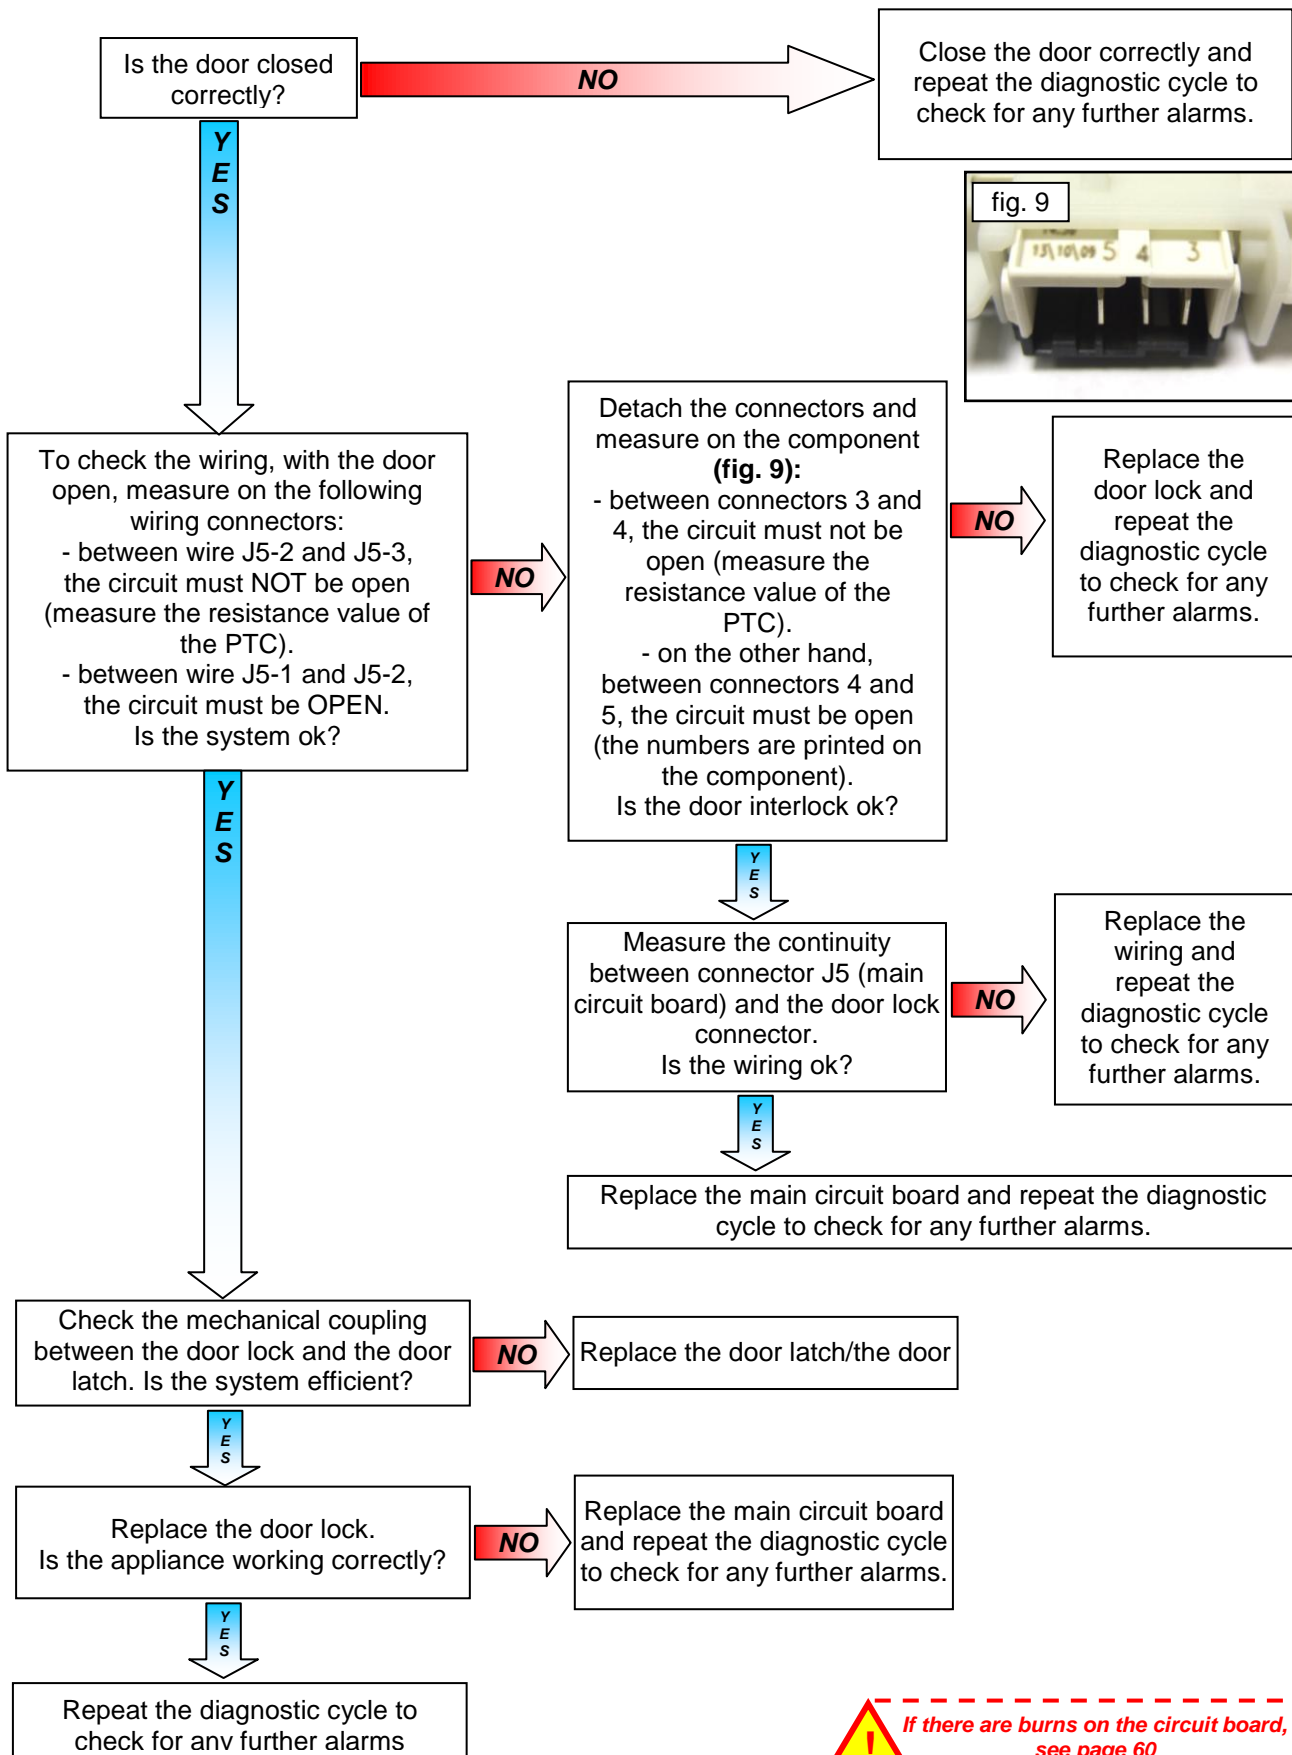 Is the door closed
correctly?
NO
Close the door correctly and
repeat the diagnostic cycle to
check for any further alarms.
YES
fig. 9
13\10\09 5 4 3
To check the wiring, with the door
open, measure on the following
wiring connectors:
- between wire J5-2 and J5-3,
the circuit must NOT be open
(measure the resistance value of
the PTC).
- between wire J5-1 and J5-2,
the circuit must be OPEN.
Is the system ok?
NO
Detach the connectors and
measure on the component
(fig. 9):
- between connectors 3 and
4, the circuit must not be
open (measure the
resistance value of the
PTC).
- on the other hand,
between connectors 4 and
5, the circuit must be open
(the numbers are printed on
the component).
Is the door interlock ok?
NO
Replace the
door lock and
repeat the
diagnostic cycle
to check for any
further alarms.
YES
YES
Measure the continuity
between connector J5 (main
circuit board) and the door lock
connector.
Is the wiring ok?
NO
Replace the
wiring and
repeat the
diagnostic cycle
to check for any
further alarms.
YES
Replace the main circuit board and repeat the diagnostic
cycle to check for any further alarms.
Check the mechanical coupling
between the door lock and the door
latch. Is the system efficient?
NO
Replace the door latch/the door
YES
Replace the door lock.
Is the appliance working correctly?
NO
Replace the main circuit board
and repeat the diagnostic cycle
to check for any further alarms.
YES
Repeat the diagnostic cycle to
check for any further alarms
!
If there are burns on the circuit board,
see page 60